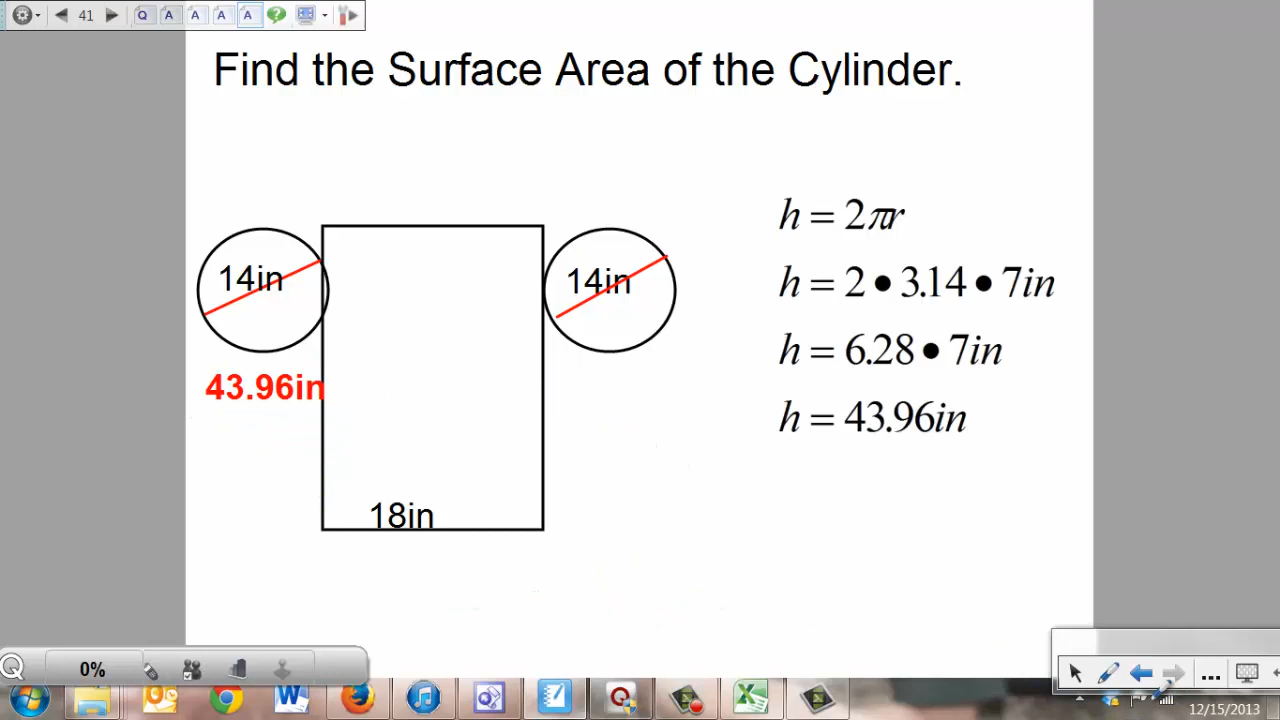 41
Q A A A A ?
Find the Surface Area of the Cylinder.
14in
14in
43.96in
18in
h = 2πr
h = 2 • 3.14 • 7in
h = 6.28 • 7in
h = 43.96in
0%
12/15/2013